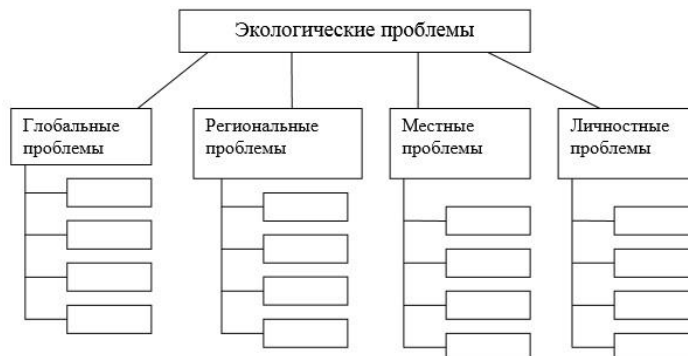 Экологические проблемы
Глобальные
проблемы
Региональные
проблемы
Местные
проблемы
Личностные
проблемы